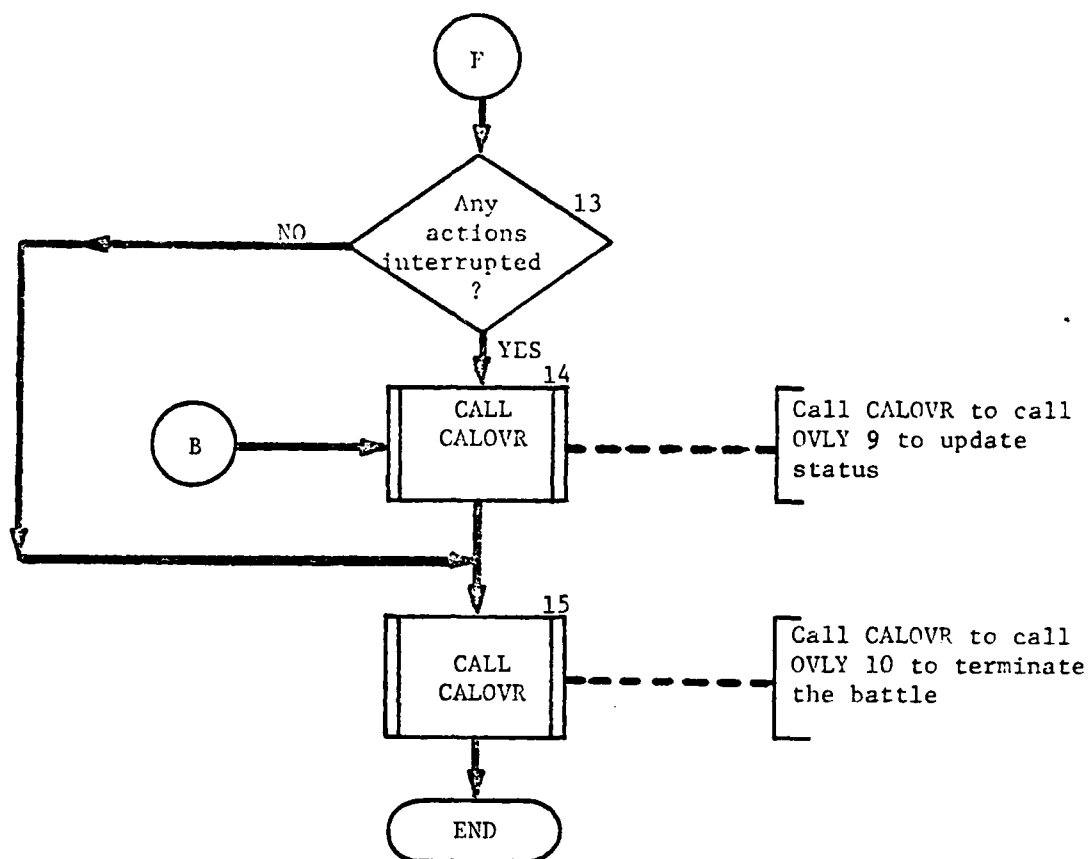 F
13
Any
actions
interrupted
?
NO
YES
14
CALL
CALOVR
B
Call CALOVR to call
OVLY 9 to update
status
15
CALL
CALOVR
Call CALOVR to call
OVLY 10 to terminate
the battle
END